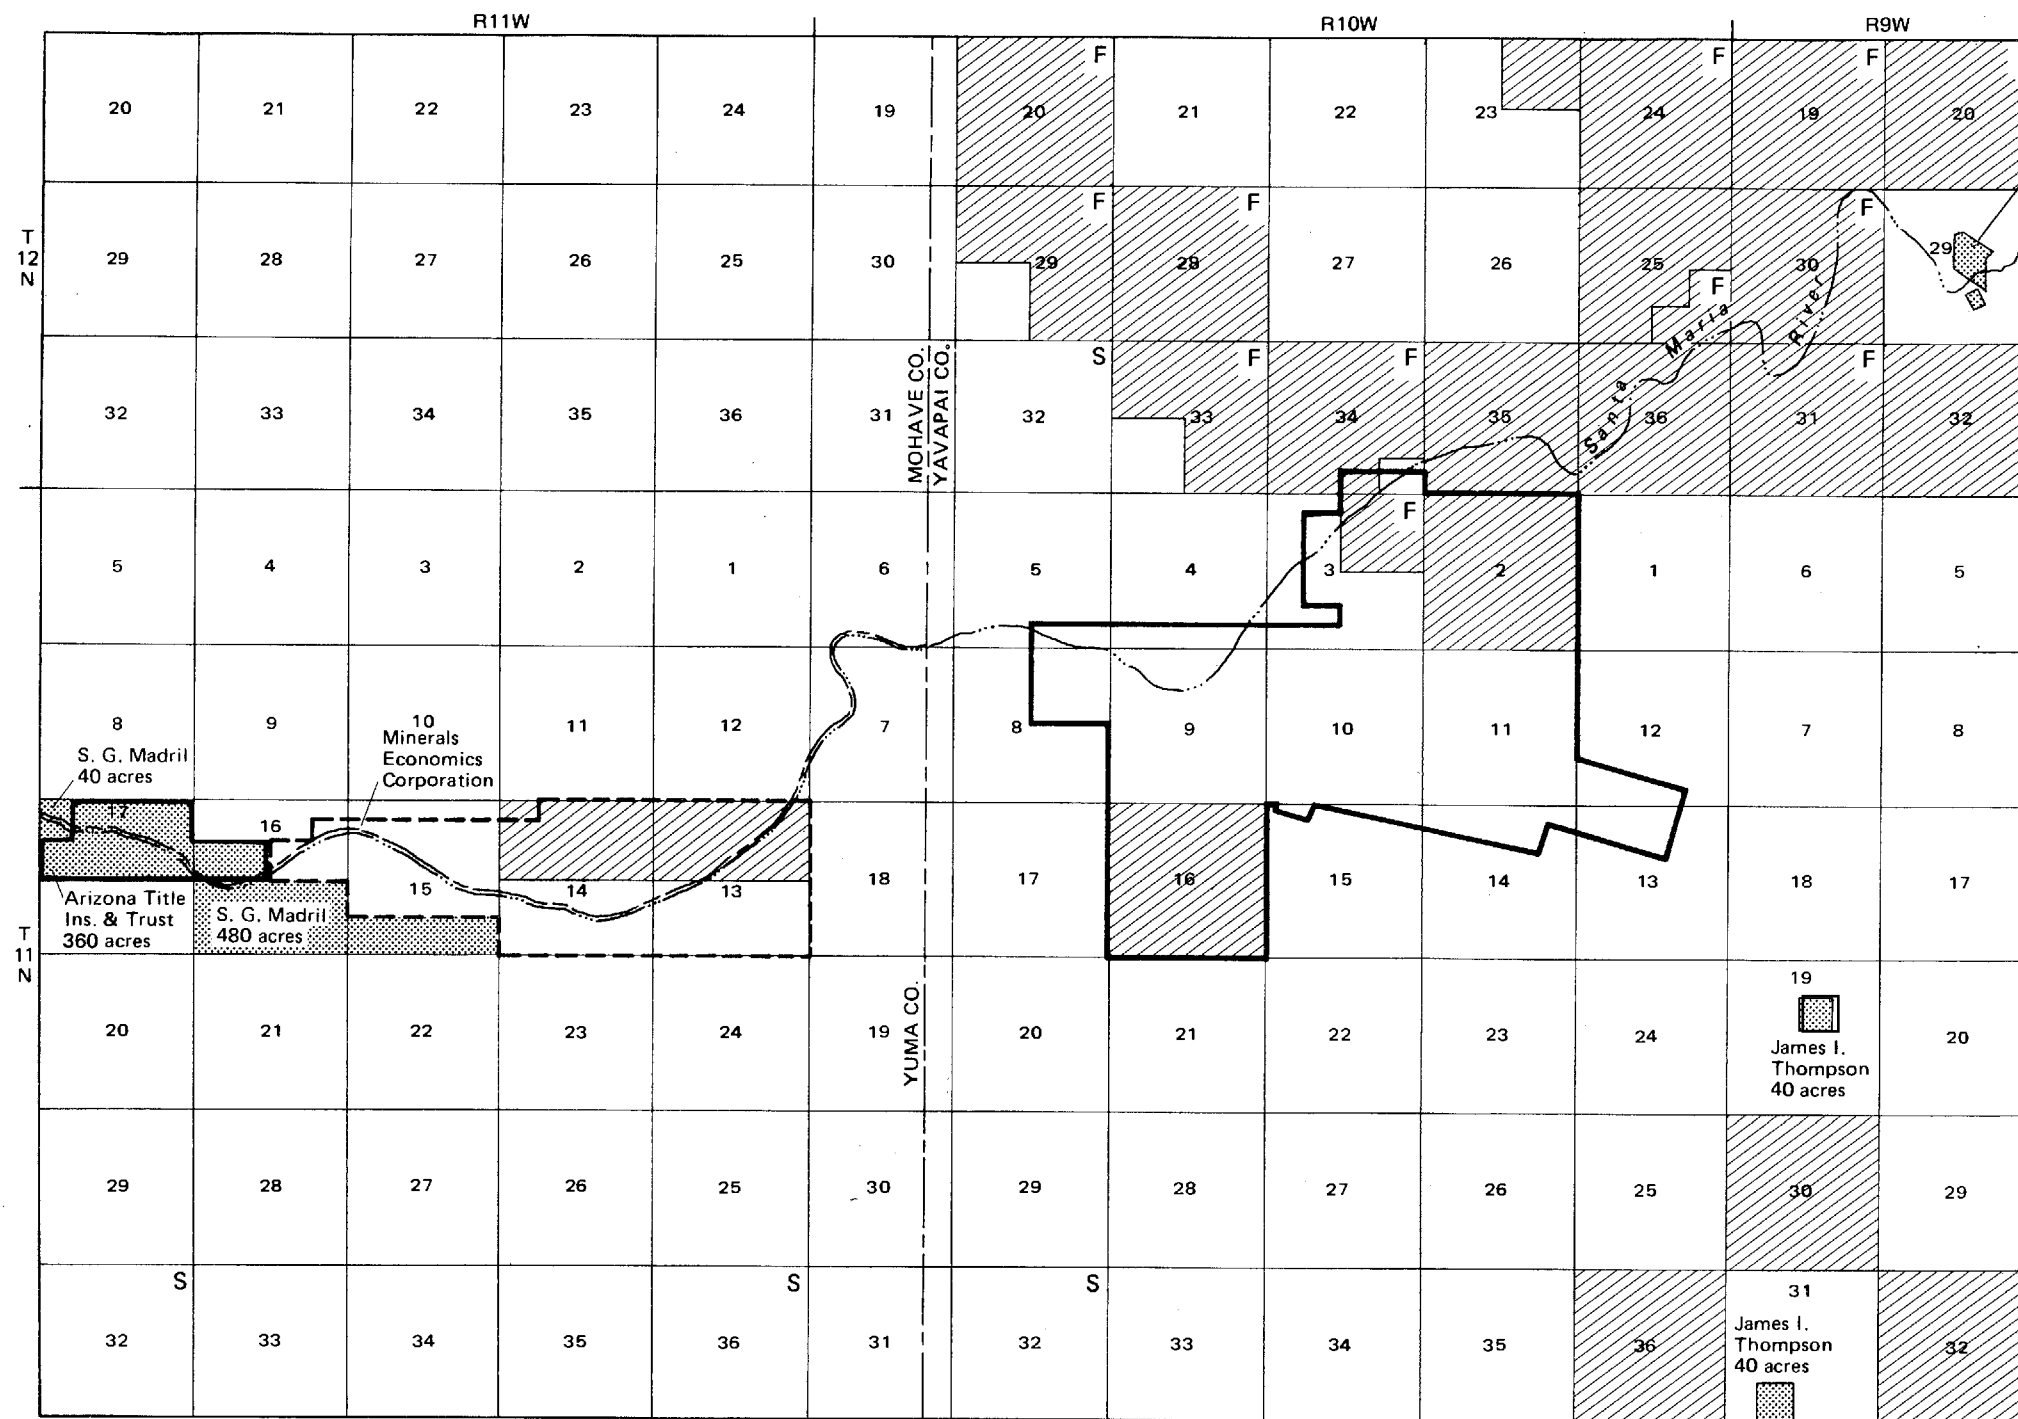 R11W R10W R9W
F F F
20 21 22 23 24 19 20 21 22 23 24 19 20
F F F
T
12
N
29 28 27 26 25 30 29 28 27 26 25 30 29
F
Santa Maria River
MOHAVE CO.
YAVAPAI CO.
S F F F
32 33 34 35 36 31 32 33 34 35 36 31 32
F
5 4 3 2 1 6 5 4 3 2 1 6 5
8 9 10 11 12 7 8 9 10 11 12 7 8
Minerals
Economics
Corporation
S. G. Madril
40 acres
17 16
15 14 13 18 17 16 15 14 13 18 17
Arizona Title
Ins. & Trust
360 acres
S. G. Madril
480 acres
T
11
N
YUMA CO.
19
20 21 22 23 24 19 20 21 22 23 24 20
James I.
Thompson
40 acres
29 28 27 26 25 30 29 28 27 26 25 30 29
S S S
31
32 33 34 35 36 31 32 33 34 35 36 32
James I.
Thompson
40 acres